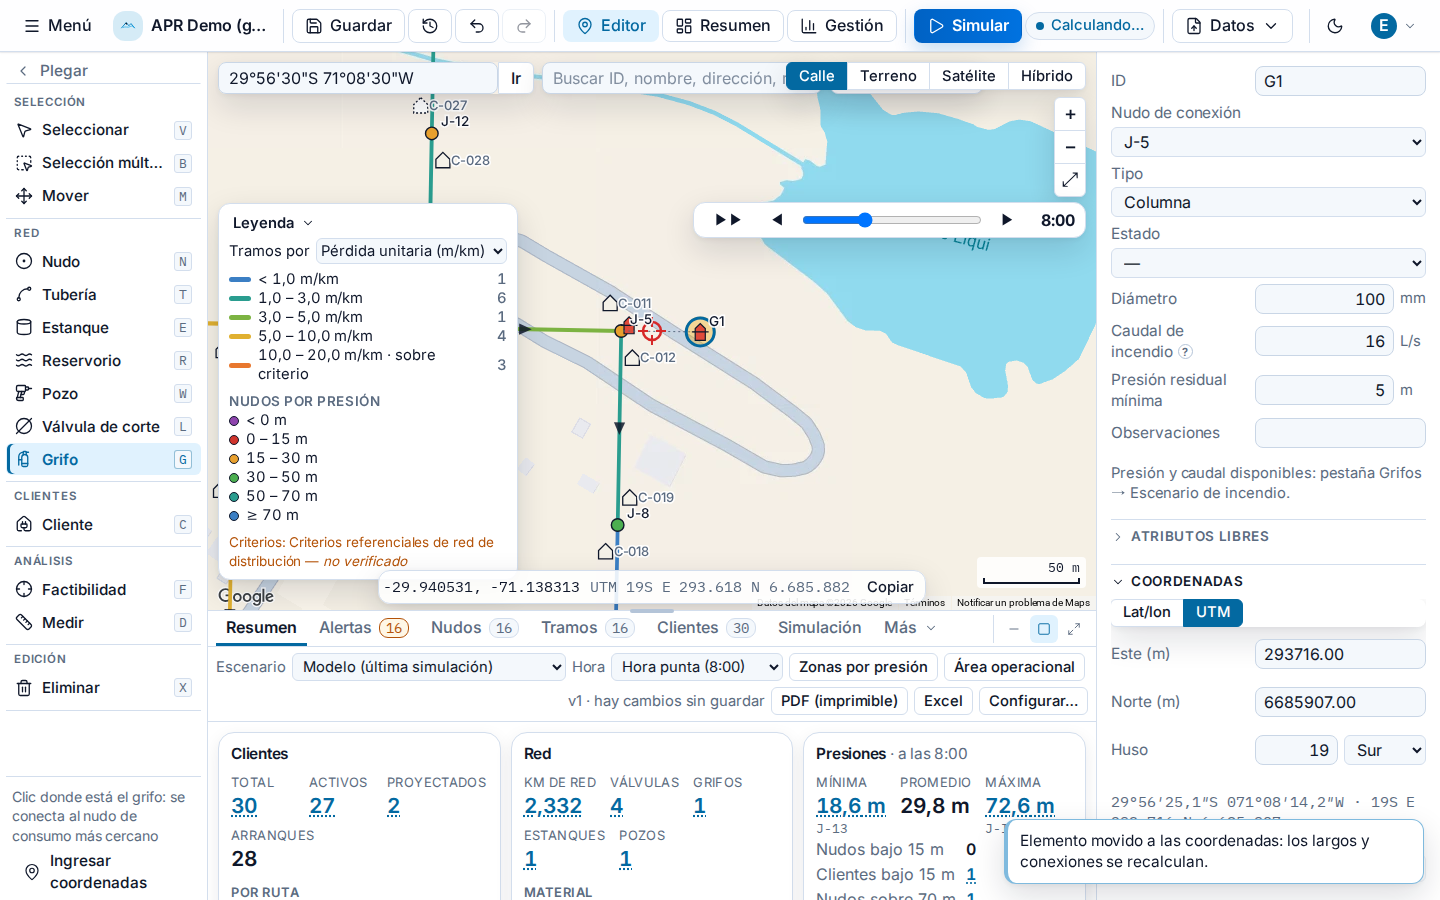 Menú
APR Demo (g...
Guardar
Editor
Resumen
Gestión
Simular
Calculando...
Datos
E
Plegar
SELECCIÓN
Seleccionar V
Selección múlt... B
Mover M
RED
Nudo N
Tubería T
Estanque E
Reservorio R
Pozo W
Válvula de corte L
Grifo G
CLIENTES
Cliente C
ANÁLISIS
Factibilidad F
Medir D
EDICIÓN
Eliminar X
Clic donde está el grifo: se
conecta al nudo de
consumo más cercano
Ingresar
coordenadas
29°56'30"S 71°08'30"W
Ir
Buscar ID, nombre, dirección,
Calle
Terreno
Satélite
Híbrido
C-027
J-12
C-028
+
−
8:00
Leyenda
Tramos por Pérdida unitaria (m/km)
< 1,0 m/km 1
1,0 – 3,0 m/km 6
3,0 – 5,0 m/km 1
5,0 – 10,0 m/km 4
10,0 – 20,0 m/km · sobre
criterio 3
NUDOS POR PRESIÓN
< 0 m
0 – 15 m
15 – 30 m
30 – 50 m
50 – 70 m
≥ 70 m
Criterios: Criterios referenciales de red de
distribución — no verificado
C-011
J-5
G1
C-012
C-019
J-8
C-018
50 m
-29.940531, -71.138313 UTM 19S E 293.618 N 6.685.882 Copiar
Google
Términos
Notificar un problema de Maps
Resumen
Alertas 16
Nudos 16
Tramos 16
Clientes 30
Simulación
Más
Escenario Modelo (última simulación)
Hora Hora punta (8:00)
Zonas por presión
Área operacional
v1 · hay cambios sin guardar
PDF (imprimible)
Excel
Configurar...
Clientes
TOTAL ACTIVOS PROYECTADOS
30 27 2
ARRANQUES
28
POR RUTA
Red
KM DE RED VÁLVULAS GRIFOS
2,332 4 1
ESTANQUES POZOS
1 1
MATERIAL
Presiones · a las 8:00
MÍNIMA PROMEDIO MÁXIMA
18,6 m 29,8 m 72,6 m
J-13
Nudos bajo 15 m 0
Clientes bajo 15 m 1
Nudos sobre 70 m 1
ID G1
Nudo de conexión
J-5
Tipo
Columna
Estado
—
Diámetro 100 mm
Caudal de
incendio ? 16 L/s
Presión residual
mínima 5 m
Observaciones
Presión y caudal disponibles: pestaña Grifos
→ Escenario de incendio.
ATRIBUTOS LIBRES
COORDENADAS
Lat/lon UTM
Este (m) 293716.00
Norte (m) 6685907.00
Huso 19 Sur
29°56′25,1″S 071°08′14,2″W · 19S E
Elemento movido a las coordenadas: los largos y
conexiones se recalculan.